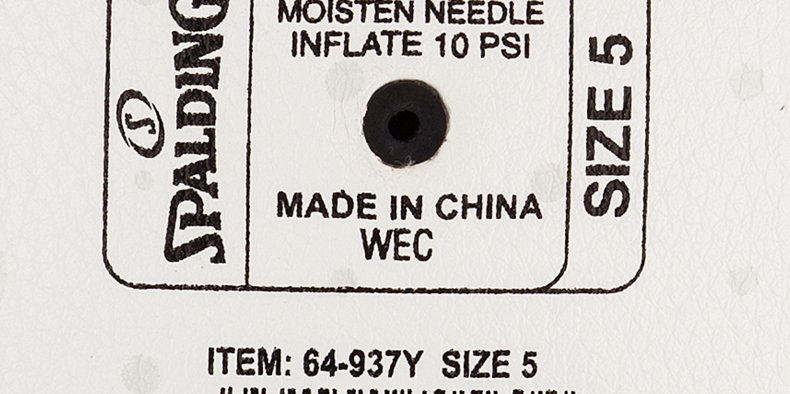 MOISTEN NEEDLE
INFLATE 10 PSI
SPALDING
SIZE 5
MADE IN CHINA
WEC
ITEM: 64-937Y SIZE 5